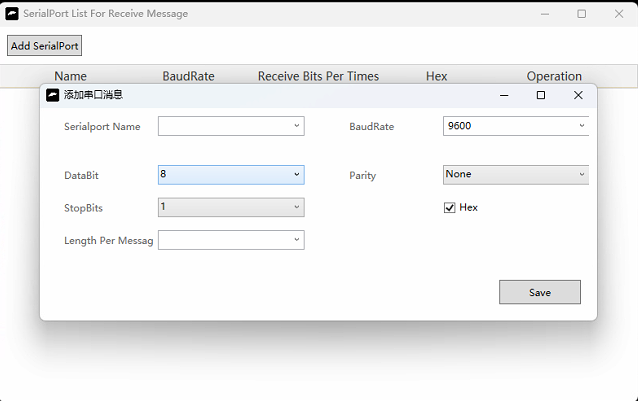 SerialPort List For Receive Message
Add SerialPort
Name BaudRate Receive Bits Per Times Hex Operation
添加串口消息
Serialport Name BaudRate 9600
DataBit 8 Parity None
StopBits 1 Hex
Length Per Messag
Save